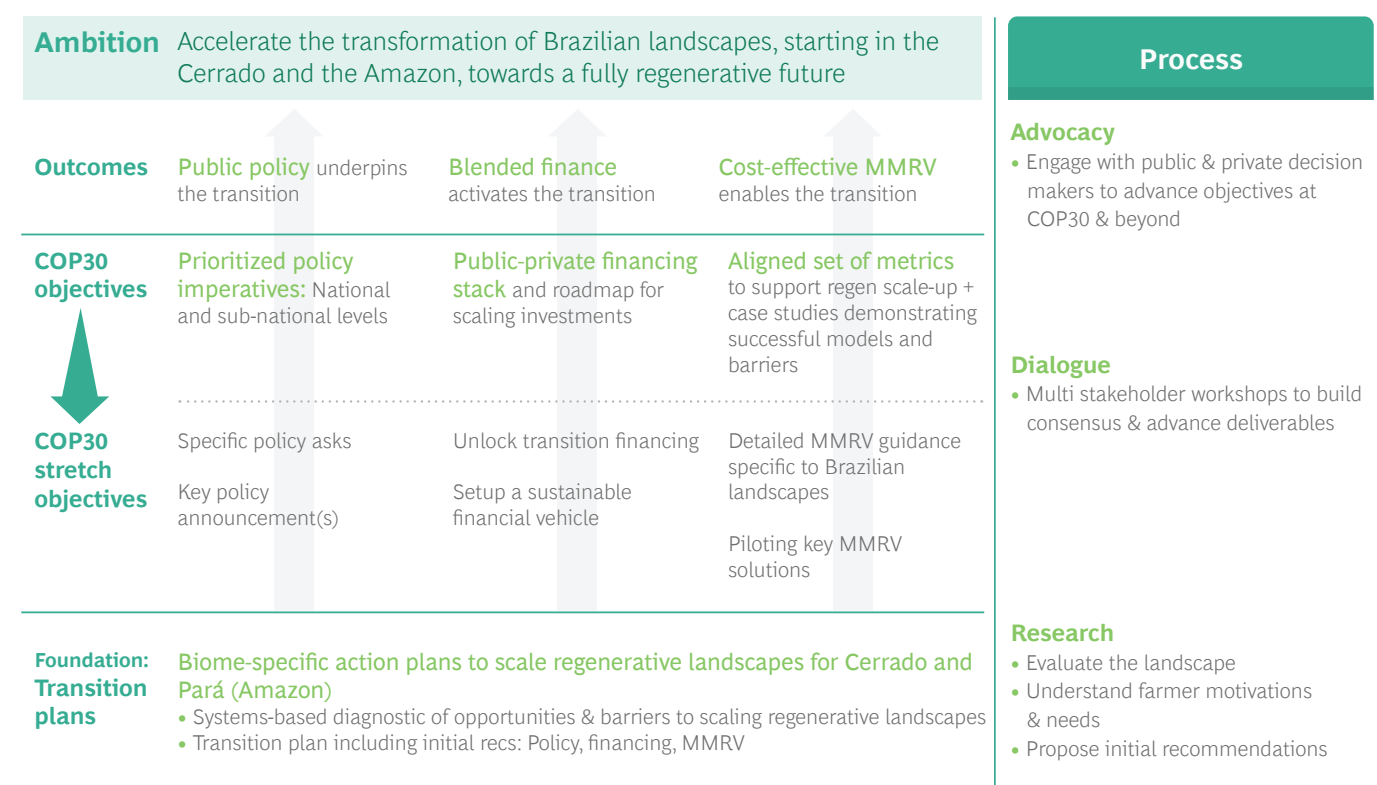 Ambition
Accelerate the transformation of Brazilian landscapes, starting in the
Cerrado and the Amazon, towards a fully regenerative future
Outcomes
Public policy underpins
the transition
Blended finance
activates the transition
Cost-effective MMRV
enables the transition
COP30
objectives
Prioritized policy
imperatives: National
and sub-national levels
Public-private financing
stack and roadmap for
scaling investments
Aligned set of metrics
to support regen scale-up +
case studies demonstrating
successful models and
barriers
COP30
stretch
objectives
Specific policy asks
Key policy
announcement(s)
Unlock transition financing
Setup a sustainable
financial vehicle
Detailed MMRV guidance
specific to Brazilian
landscapes
Piloting key MMRV
solutions
Foundation:
Transition
plans
Biome-specific action plans to scale regenerative landscapes for Cerrado and
Pará (Amazon)
• Systems-based diagnostic of opportunities & barriers to scaling regenerative landscapes
• Transition plan including initial recs: Policy, financing, MMRV
Process
Advocacy
• Engage with public & private decision
makers to advance objectives at
COP30 & beyond
Dialogue
• Multi stakeholder workshops to build
consensus & advance deliverables
Research
• Evaluate the landscape
• Understand farmer motivations
& needs
• Propose initial recommendations